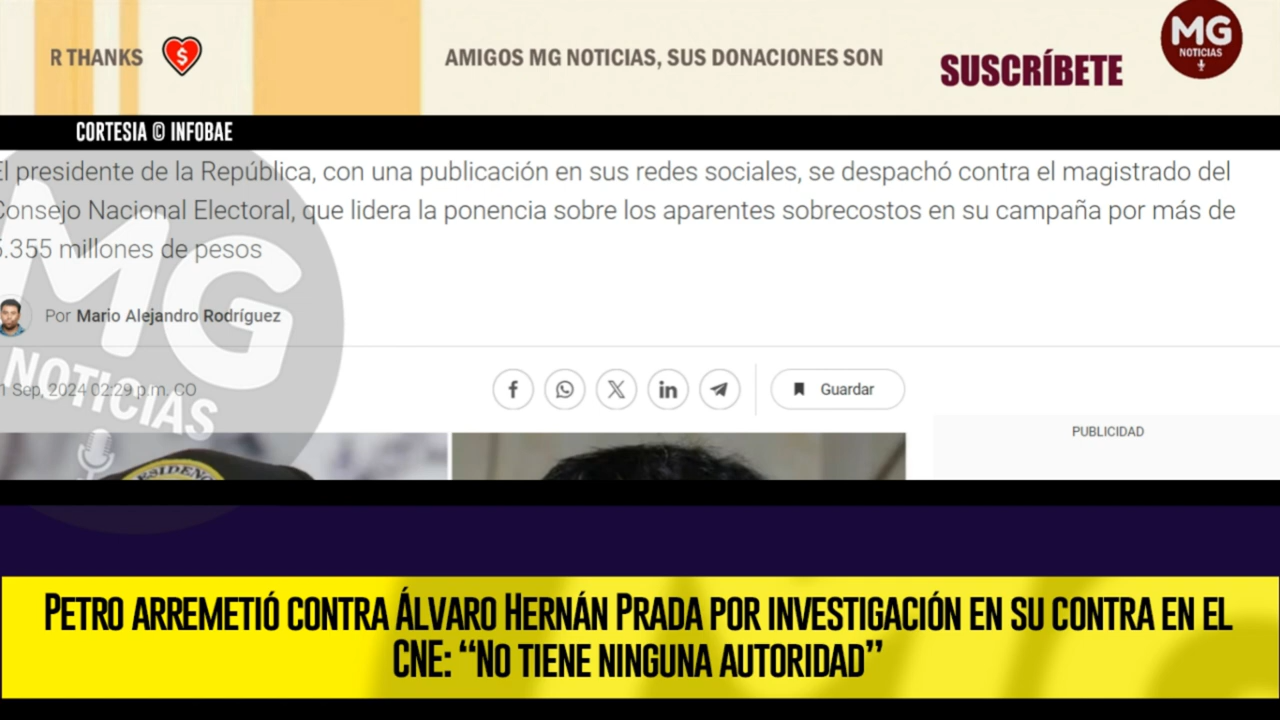 R THANKS
AMIGOS MG NOTICIAS, SUS DONACIONES SON
SUSCRÍBETE
MG
NOTICIAS
CORTESIA © INFOBAE
El presidente de la República, con una publicación en sus redes sociales, se despachó contra el magistrado del
Consejo Nacional Electoral, que lidera la ponencia sobre los aparentes sobrecostos en su campaña por más de
5.355 millones de pesos
Por Mario Alejandro Rodríguez
MG
NOTICIAS
1 Sep, 2024 02:29 p.m. CO
Guardar
PUBLICIDAD
PETRO ARREMETIÓ CONTRA ÁLVARO HERNÁN PRADA POR INVESTIGACIÓN EN SU CONTRA EN EL
CNE: “NO TIENE NINGUNA AUTORIDAD”